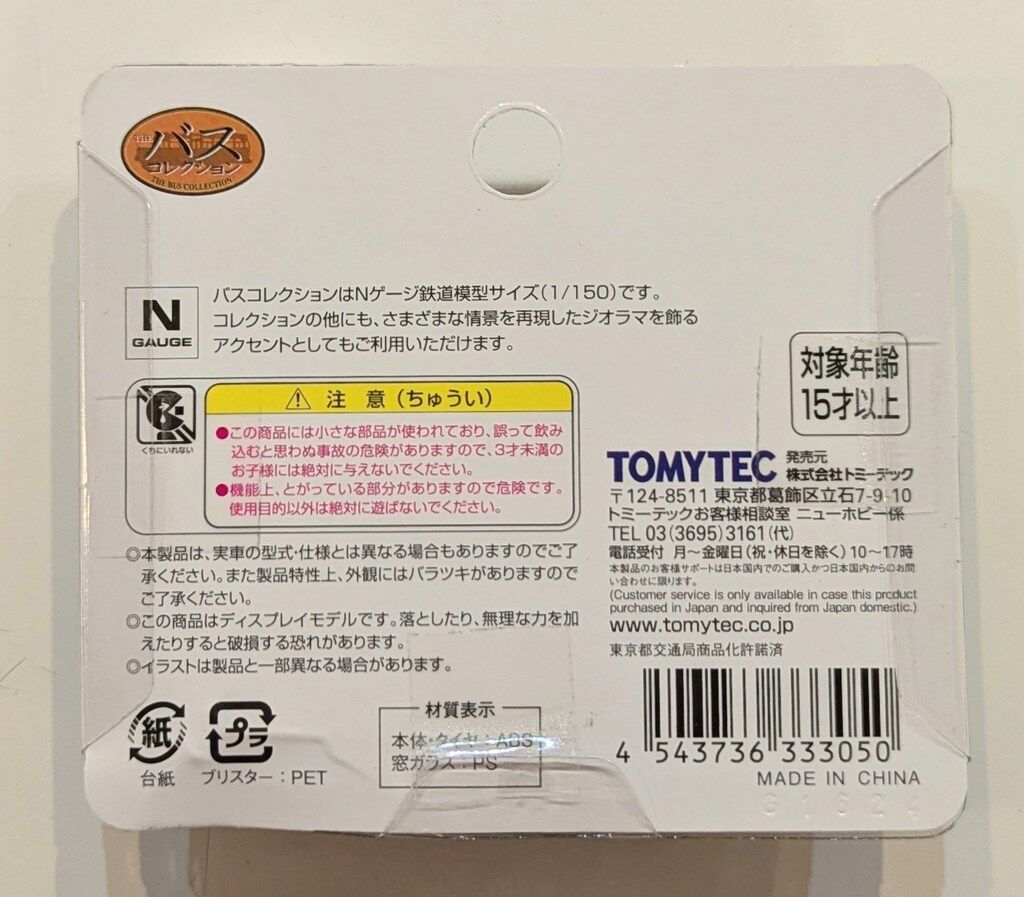 THE バス
コレクション
THE BUS COLLECTION
N
GAUGE
バスコレクションはNゲージ鉄道模型サイズ(1/150)です。
コレクションの他にも、さまざまな情景を再現したジオラマを飾る
アクセントとしてもご利用いただけます。
対象年齢
15才以上
くちにいれない
注 意(ちゅうい)
●この商品には小さな部品が使われており、誤って飲み
込むと思わぬ事故の危険がありますので、3才未満の
お子様には絶対に与えないでください。
●機能上、とがっている部分がありますので危険です。
使用目的以外は絶対に遊ばないでください。
◎本製品は、実車の型式・仕様とは異なる場合もありますのでご了
承ください。また製品特性上、外観にはバラツキがありますので
ご了承ください。
◎この商品はディスプレイモデルです。落としたり、無理な力を加
えたりすると破損する恐れがあります。
◎イラストは製品と一部異なる場合があります。
紙
台紙
プラ
ブリスター:PET
材質表示
本体・タイヤ:ABS
窓ガラス:PS
TOMYTEC 発売元
株式会社トミーテック
〒124-8511 東京都葛飾区立石7-9-10
トミーテックお客様相談室 ニューホビー係
TEL 03(3695)3161(代)
電話受付 月〜金曜日(祝・休日を除く)10〜17時
本製品のお客様サポートは日本国内でのご購入かつ日本国内からのお問
い合わせに限ります。
(Customer service is only available in case this product
purchased in Japan and inquired from Japan domestic.)
www.tomytec.co.jp
東京都交通局商品化許諾済
4 543736 333050
MADE IN CHINA